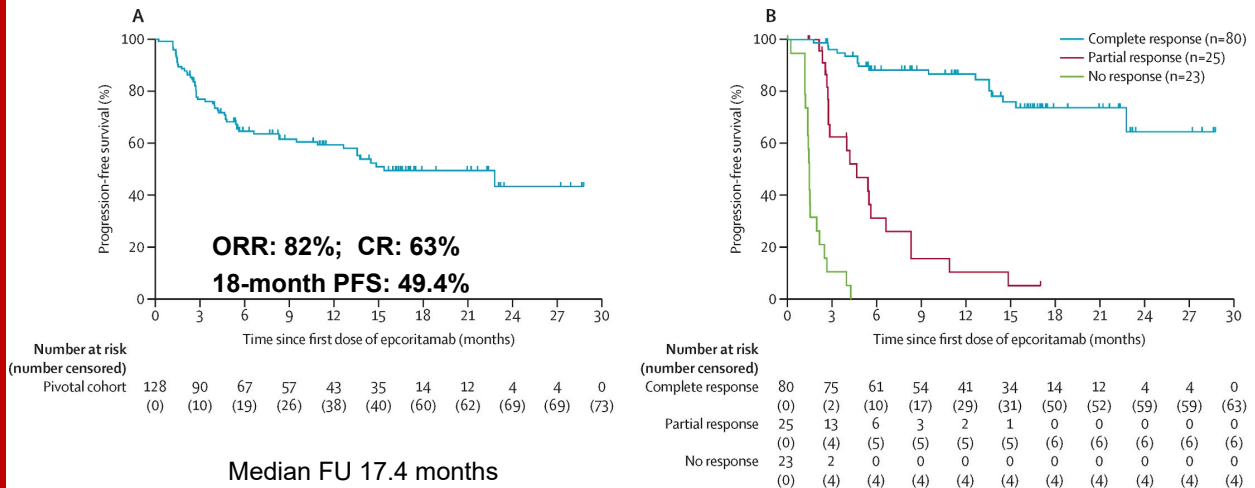 A
Progression-free survival (%)
100
80
60
40
20
0
ORR: 82%; CR: 63%
18-month PFS: 49.4%
0 3 6 9 12 15 18 21 24 27 30
Time since first dose of epcoritamab (months)
Number at risk
(number censored)
Pivotal cohort 128 90 67 57 43 35 14 12 4 4 0
(0) (10) (19) (26) (38) (40) (60) (62) (69) (69) (73)
Median FU 17.4 months
B
Progression-free survival (%)
100
80
60
40
20
0
Complete response (n=80)
Partial response (n=25)
No response (n=23)
0 3 6 9 12 15 18 21 24 27 30
Time since first dose of epcoritamab (months)
Number at risk
(number censored)
Complete response 80 75 61 54 41 34 14 12 4 4 0
(0) (2) (10) (17) (29) (31) (50) (52) (59) (59) (63)
Partial response 25 13 6 3 2 1 0 0 0 0 0
(0) (4) (5) (5) (5) (5) (6) (6) (6) (6) (6)
No response 23 2 0 0 0 0 0 0 0 0 0
(0) (4) (4) (4) (4) (4) (4) (4) (4) (4) (4)